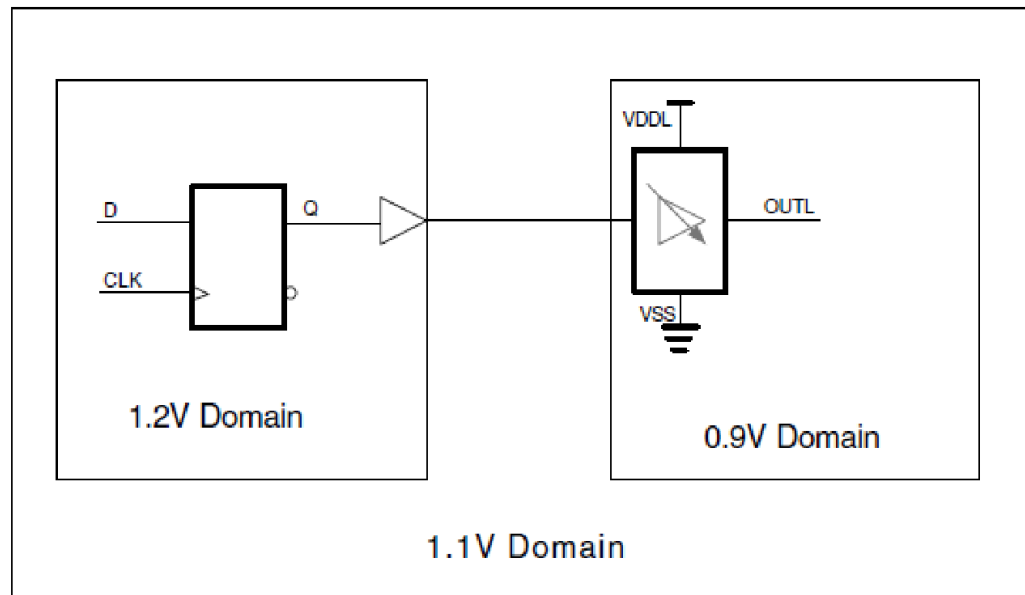 VDDL
D
Q
OUTL
CLK
VSS
1.2V Domain
0.9V Domain
1.1V Domain